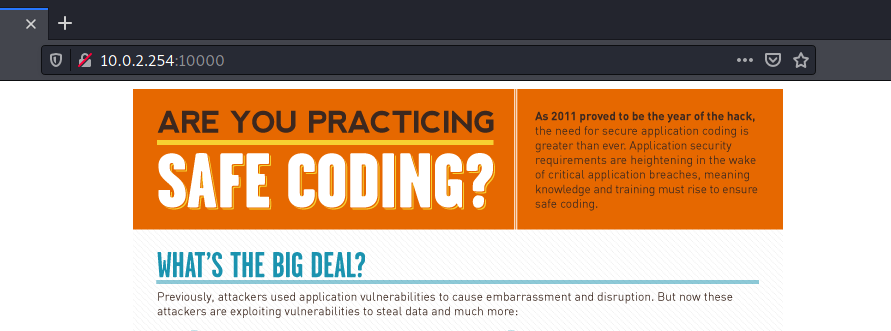 10.0.2.254:10000
ARE YOU PRACTICING
SAFE CODING?
As 2011 proved to be the year of the hack,
the need for secure application coding is
greater than ever. Application security
requirements are heightening in the wake
of critical application breaches, meaning
knowledge and training must rise to ensure
safe coding.
WHAT'S THE BIG DEAL?
Previously, attackers used application vulnerabilities to cause embarrassment and disruption. But now these
attackers are exploiting vulnerabilities to steal data and much more: